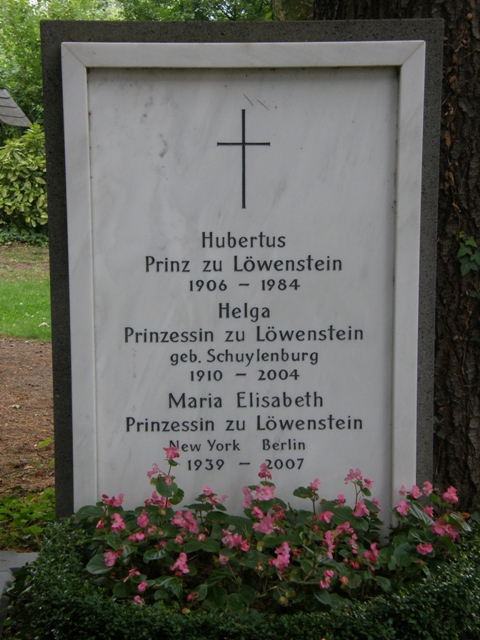 Hubertus
Prinz zu Löwenstein
1906 – 1984
Helga
Prinzessin zu Löwenstein
geb. Schuylenburg
1910 – 2004
Maria Elisabeth
Prinzessin zu Löwenstein
New York Berlin
1939 – 2007